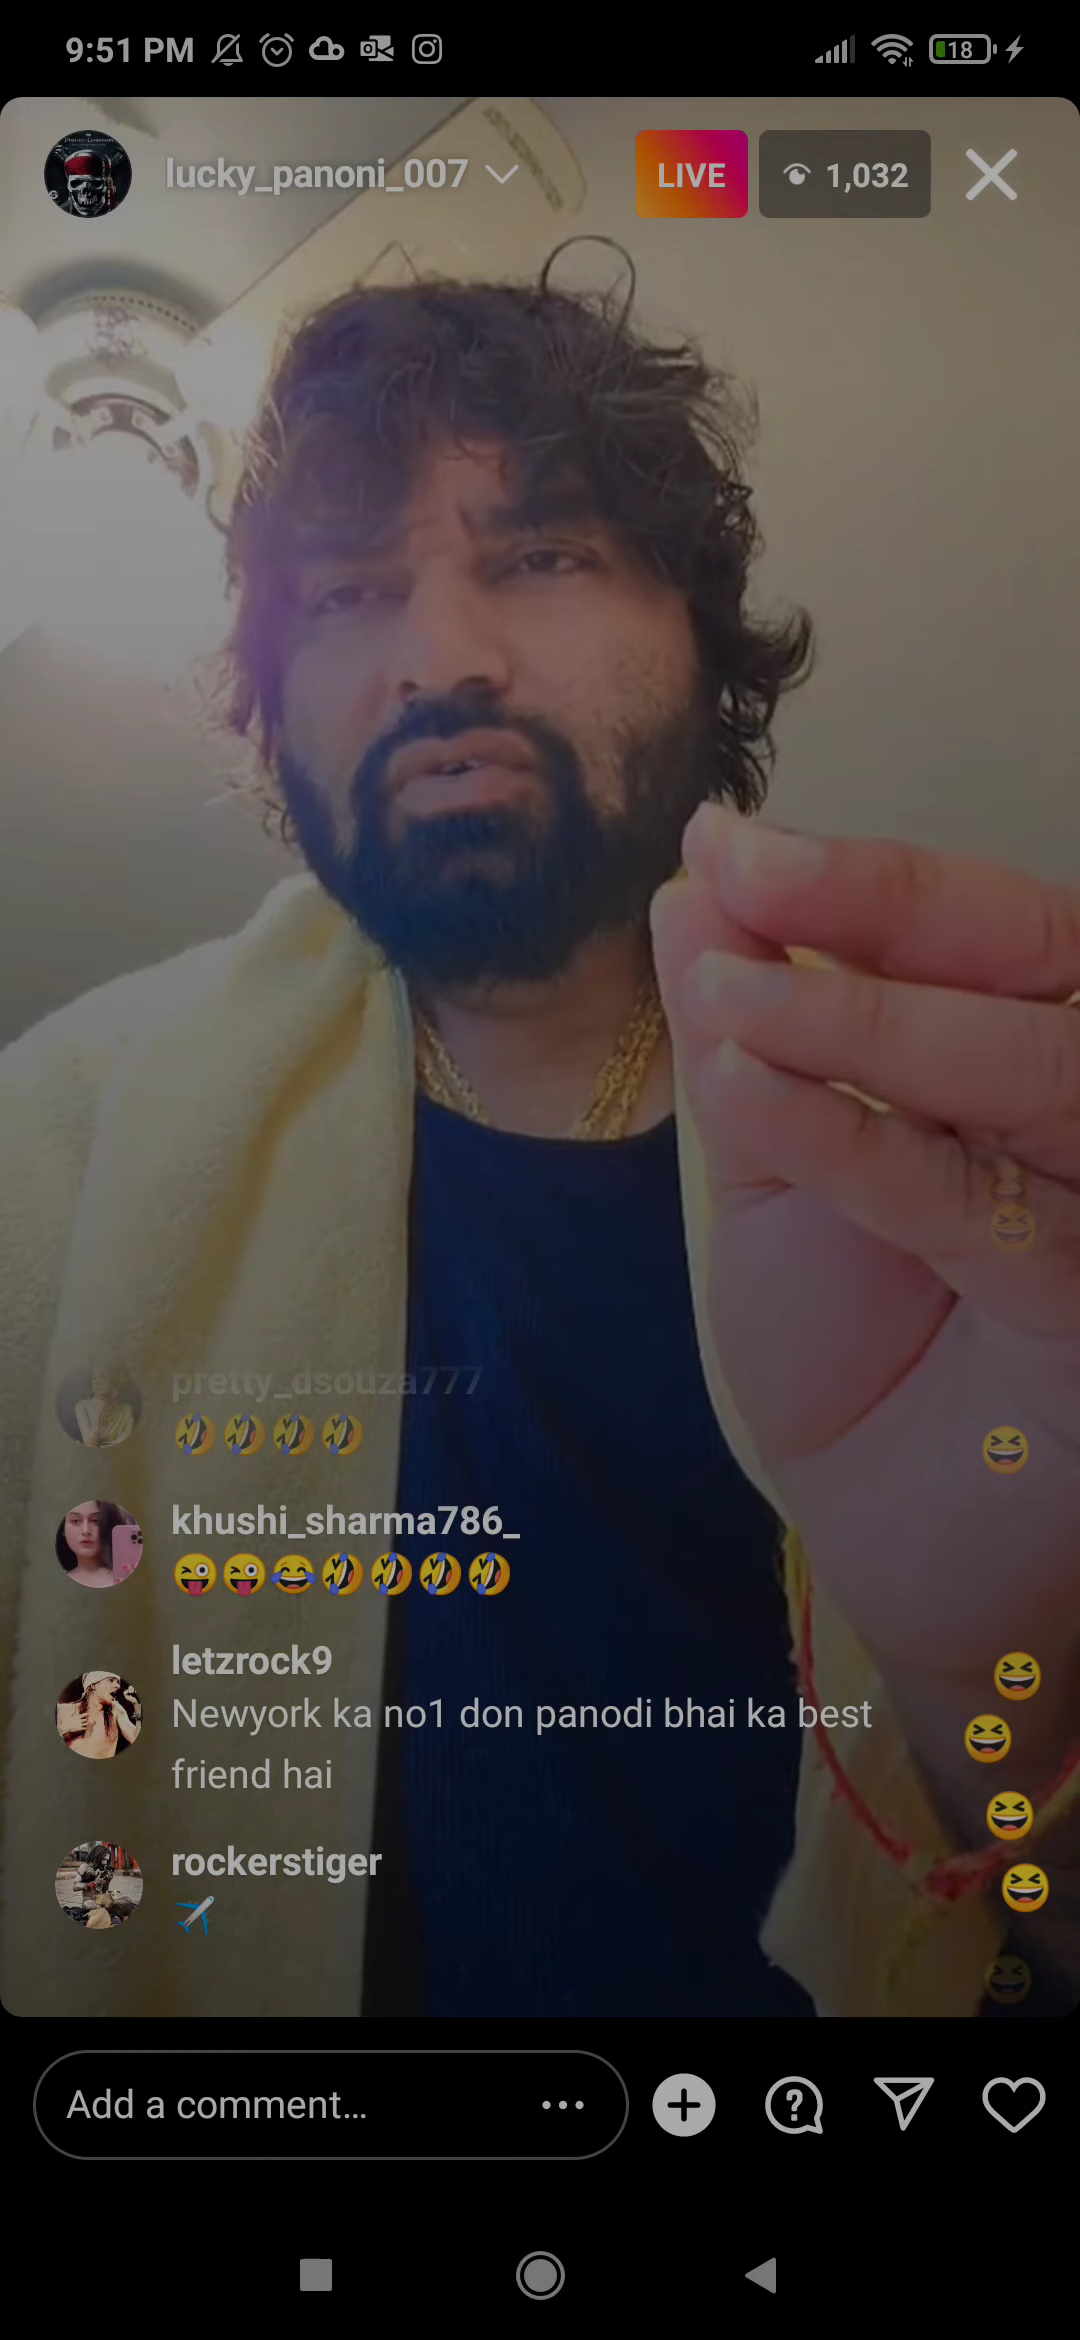 9:51 PM
18
lucky_panoni_007
LIVE
1,032
pretty_dsouza777
🤣🤣🤣🤣
khushi_sharma786_
😜😜😂🤣🤣🤣🤣
letzrock9
Newyork ka no1 don panodi bhai ka best
friend hai
rockerstiger
✈️
Add a comment...